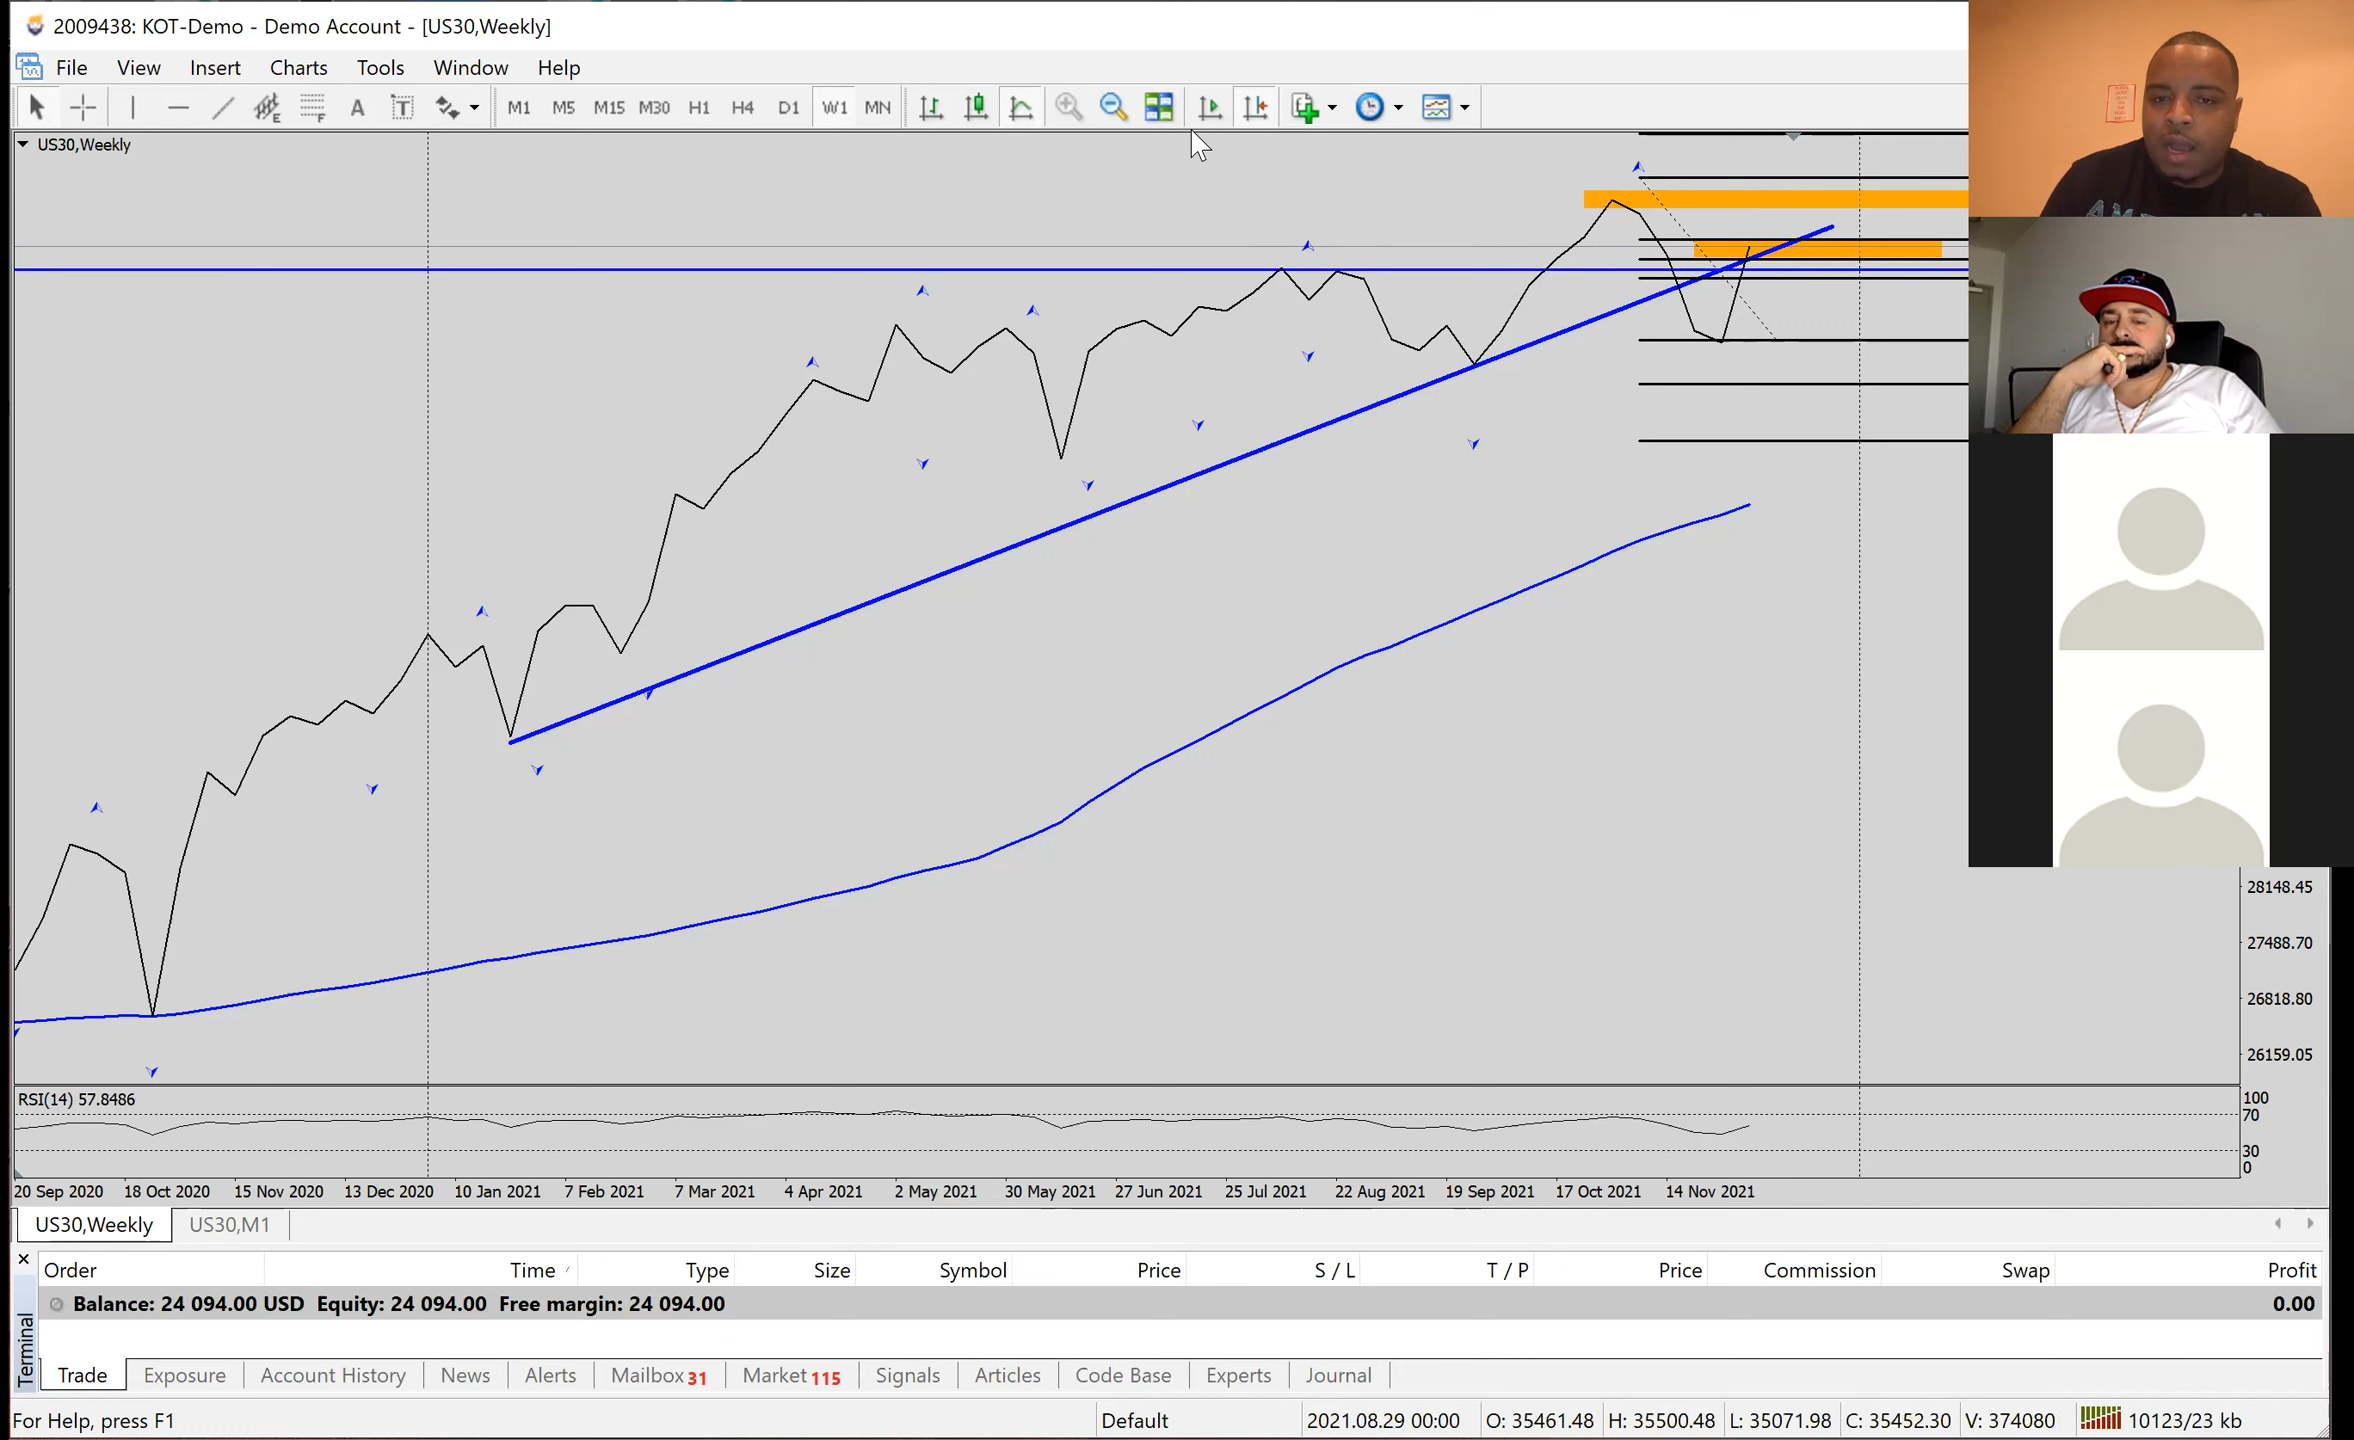 2009438: KOT-Demo - Demo Account - [US30,Weekly]
File View Insert Charts Tools Window Help
A T M1 M5 M15 M30 H1 H4 D1 W1 MN
US30,Weekly
28148.45
27488.70
26818.80
26159.05
RSI(14) 57.8486
100
70
30
0
20 Sep 2020 18 Oct 2020 15 Nov 2020 13 Dec 2020 10 Jan 2021 7 Feb 2021 7 Mar 2021 4 Apr 2021 2 May 2021 30 May 2021 27 Jun 2021 25 Jul 2021 22 Aug 2021 19 Sep 2021 17 Oct 2021 14 Nov 2021
US30,Weekly US30,M1
Order Time Type Size Symbol Price S / L T / P Price Commission Swap Profit
Balance: 24 094.00 USD Equity: 24 094.00 Free margin: 24 094.00 0.00
Terminal
Trade Exposure Account History News Alerts Mailbox 31 Market 115 Signals Articles Code Base Experts Journal
For Help, press F1 Default 2021.08.29 00:00 O: 35461.48 H: 35500.48 L: 35071.98 C: 35452.30 V: 374080 10123/23 kb